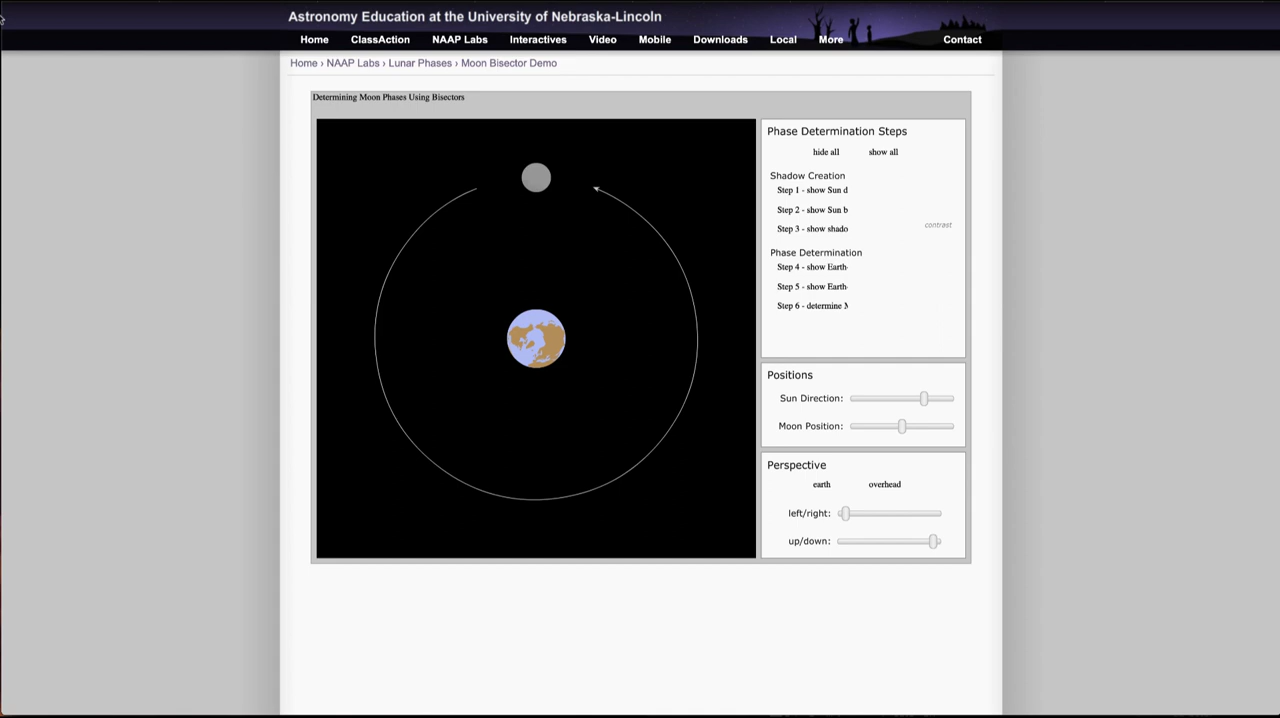 Astronomy Education at the University of Nebraska-Lincoln
Home ClassAction NAAP Labs Interactives Video Mobile Downloads Local More Contact
Home › NAAP Labs › Lunar Phases › Moon Bisector Demo
Determining Moon Phases Using Bisectors
Phase Determination Steps
hide all show all
Shadow Creation
Step 1 - show Sun d
Step 2 - show Sun b
Step 3 - show shado
contrast
Phase Determination
Step 4 - show Earth-
Step 5 - show Earth-
Step 6 - determine M
Positions
Sun Direction:
Moon Position:
Perspective
earth overhead
left/right:
up/down: